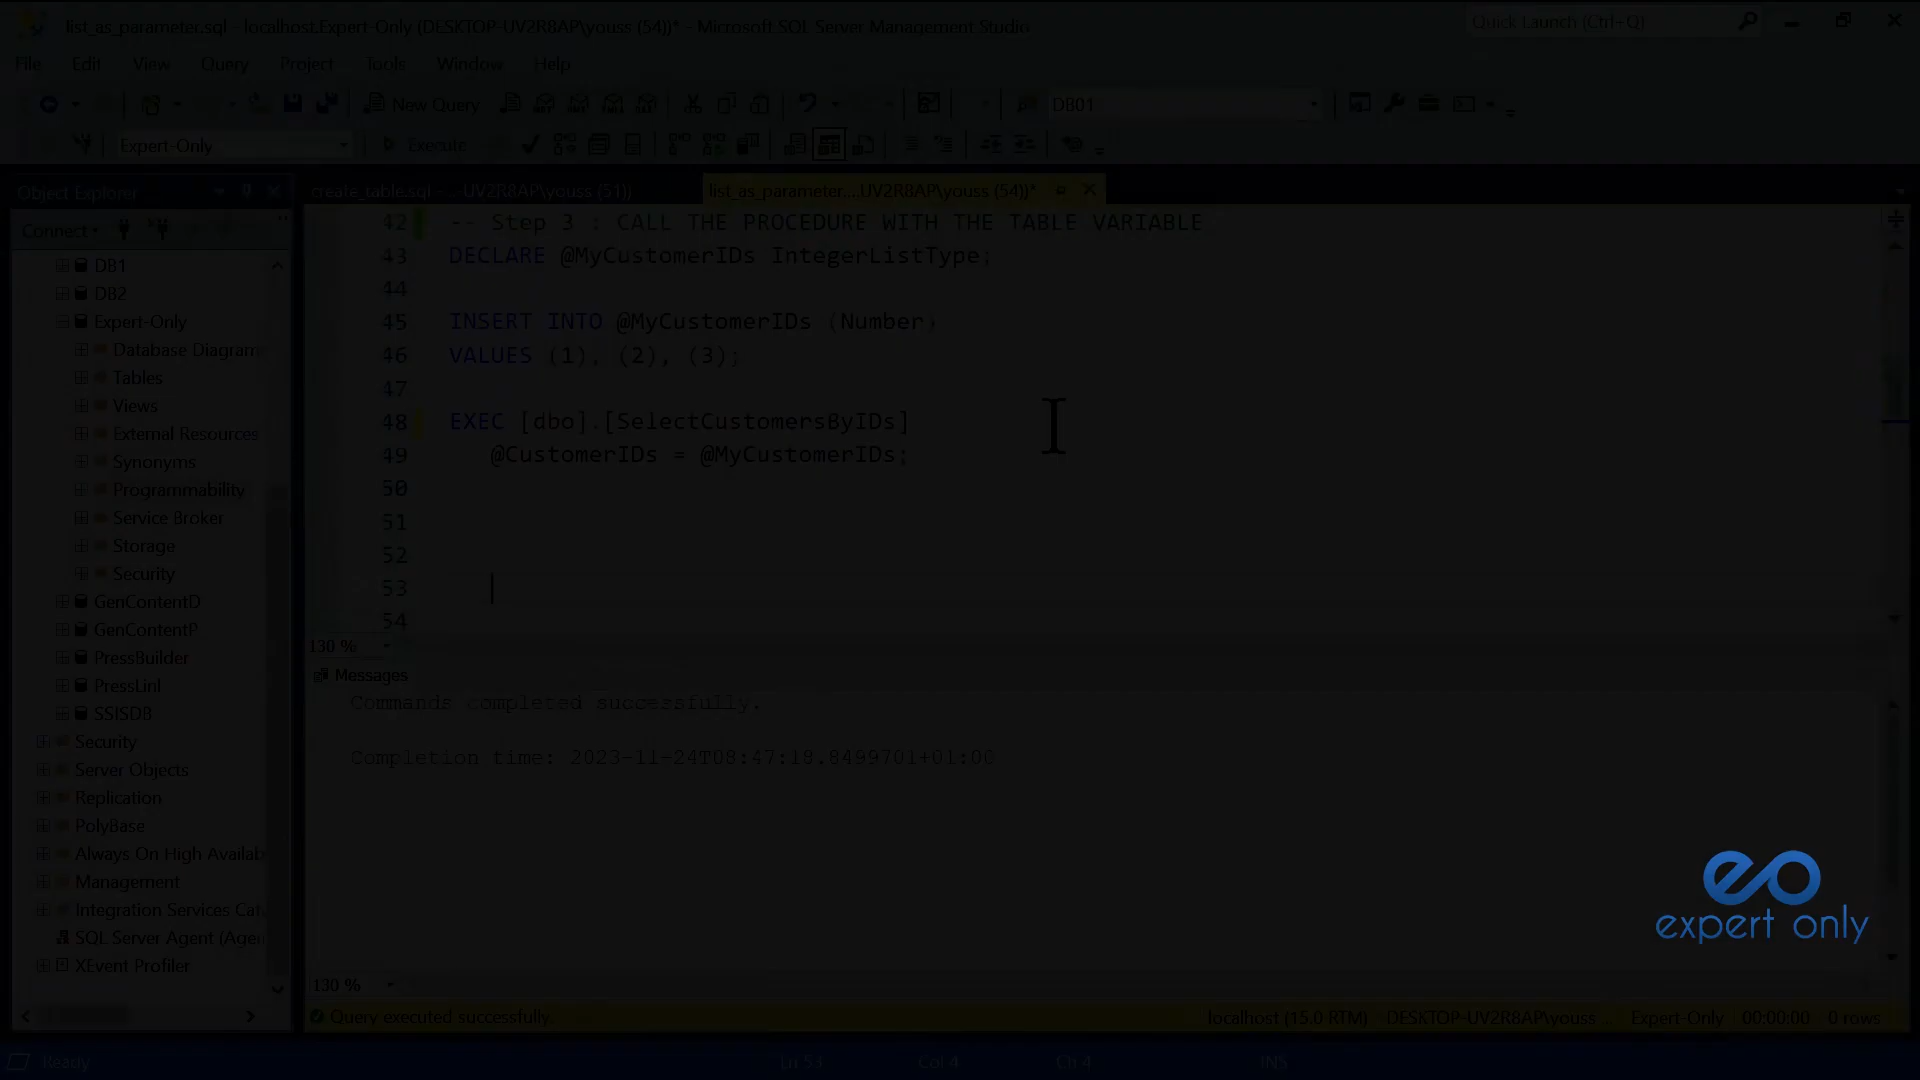 list_as_parameter.sql - localhost.Expert-Only (DESKTOP-UV2R8AP\youss (54))* - Microsoft SQL Server Management Studio
Quick Launch (Ctrl+Q)
File Edit View Query Project Tools Window Help
New Query
DB01
Expert-Only
Execute
Object Explorer
create_table.sql - ...-UV2R8AP\youss (51))
list_as_parameter....UV2R8AP\youss (54))*
Connect
DB1
DB2
Expert-Only
Database Diagram
Tables
Views
External Resources
Synonyms
Programmability
Service Broker
Storage
Security
GenContentD
GenContentP
PressBuilder
PressLinl
SSISDB
Security
Server Objects
Replication
PolyBase
Always On High Availab
Management
Integration Services Cat
SQL Server Agent (Agen
XEvent Profiler
42 -- Step 3 : CALL THE PROCEDURE WITH THE TABLE VARIABLE
43 DECLARE @MyCustomerIDs IntegerListType;
44
45 INSERT INTO @MyCustomerIDs (Number)
46 VALUES (1), (2), (3);
47
48 EXEC [dbo].[SelectCustomersByIDs]
49 @CustomerIDs = @MyCustomerIDs;
50
51
52
53
54
130 %
Messages
Commands completed successfully.
Completion time: 2023-11-24T08:47:18.8499701+01:00
130 %
expert only
Query executed successfully.
localhost (15.0 RTM) DESKTOP-UV2R8AP\youss ... Expert-Only 00:00:00 0 rows
Ready Ln 53 Col 4 Ch 4 INS